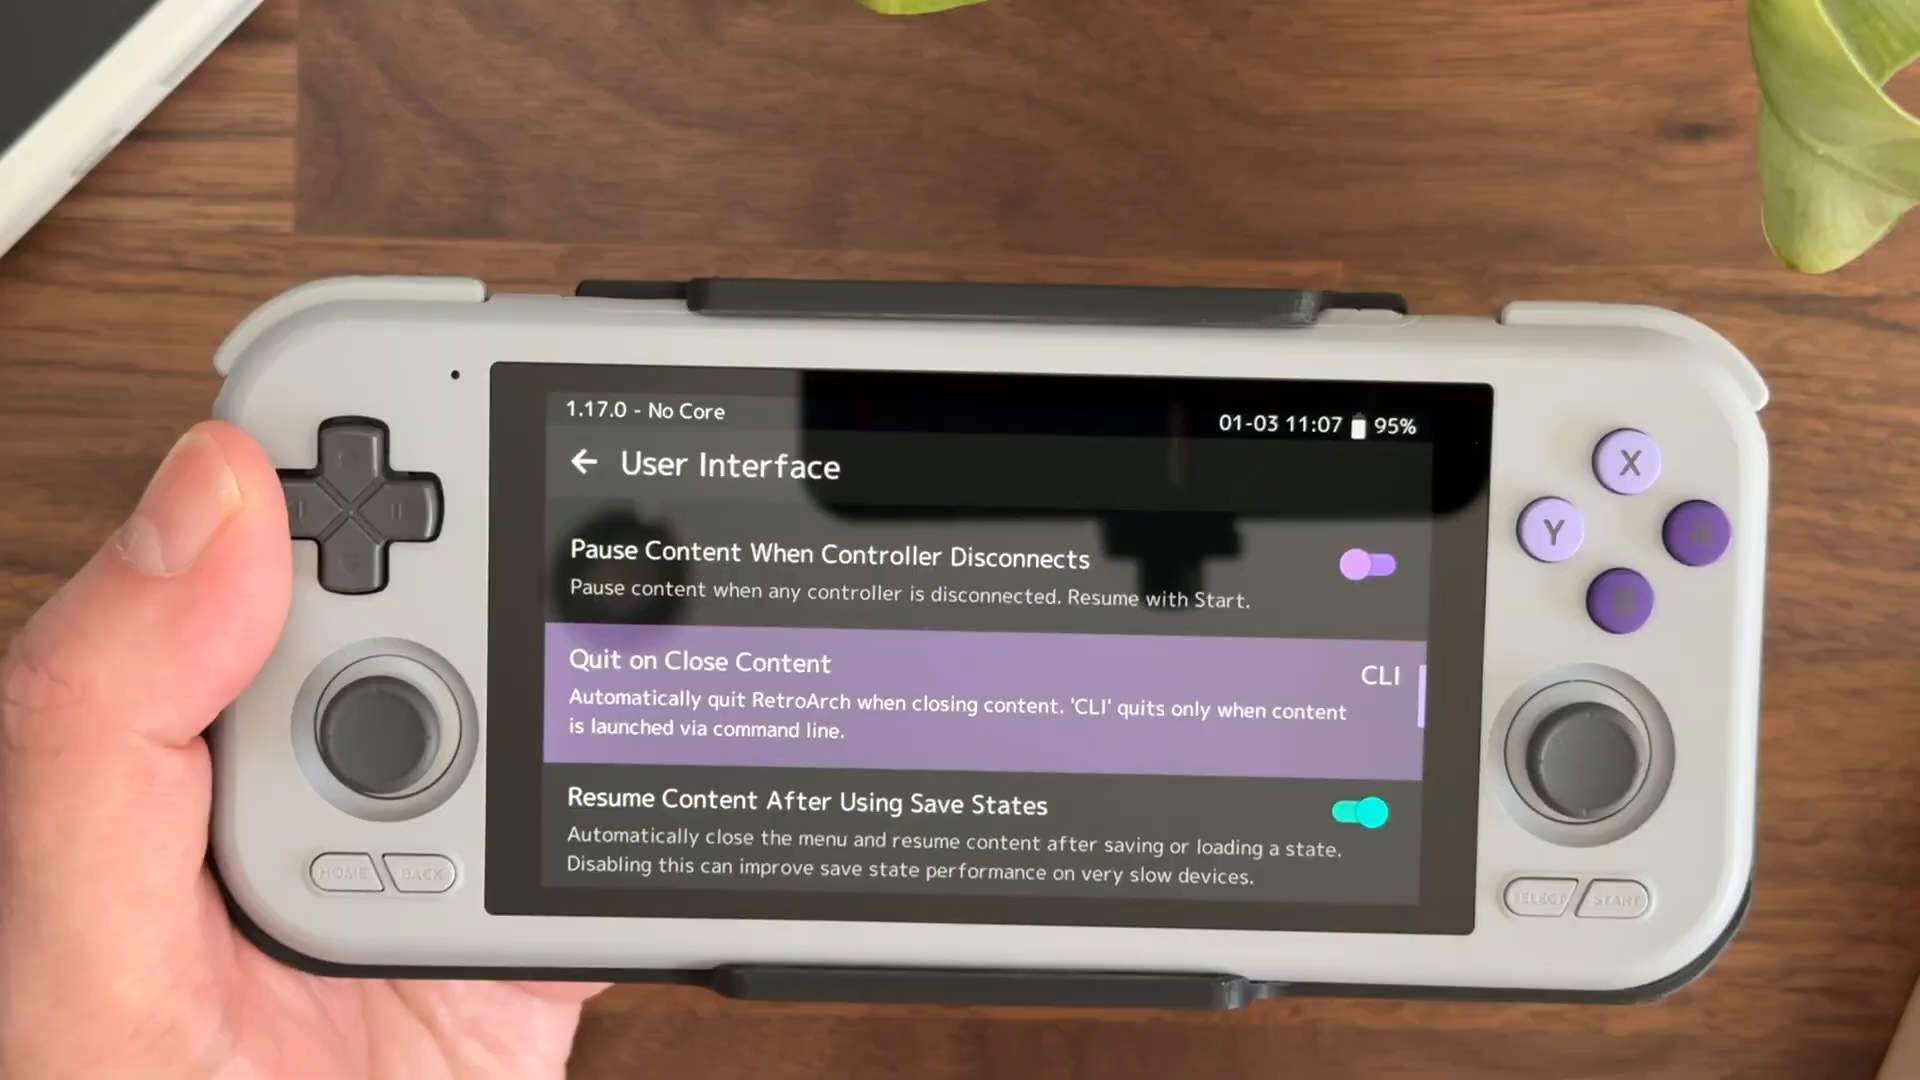 1.17.0 - No Core
01-03 11:07 95%
← User Interface
Pause Content When Controller Disconnects
Pause content when any controller is disconnected. Resume with Start.
Quit on Close Content
CLI
Automatically quit RetroArch when closing content. 'CLI' quits only when content
is launched via command line.
Resume Content After Using Save States
Automatically close the menu and resume content after saving or loading a state.
Disabling this can improve save state performance on very slow devices.
X
Y
A
B
HOME
BACK
SELECT
START